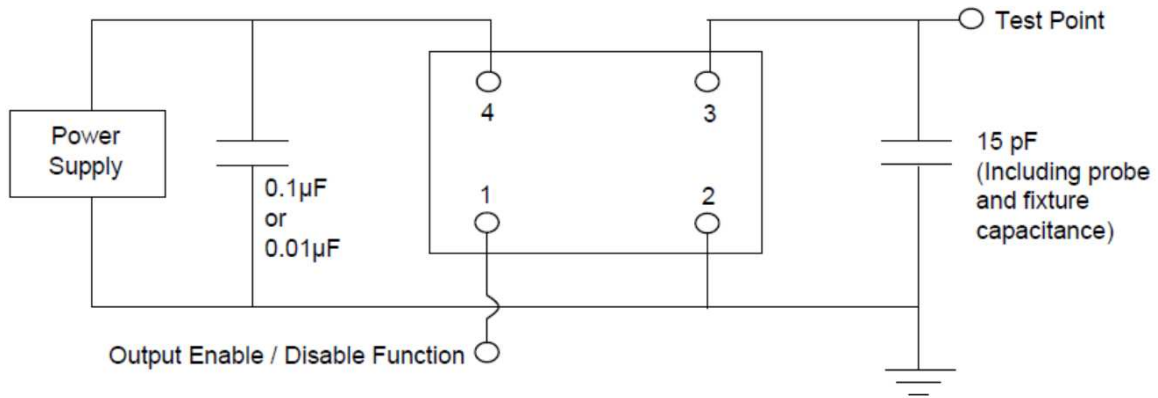 Test Point
Power
Supply
4
3
0.1µF
or
0.01µF
1
2
15 pF
(Including probe
and fixture
capacitance)
Output Enable / Disable Function